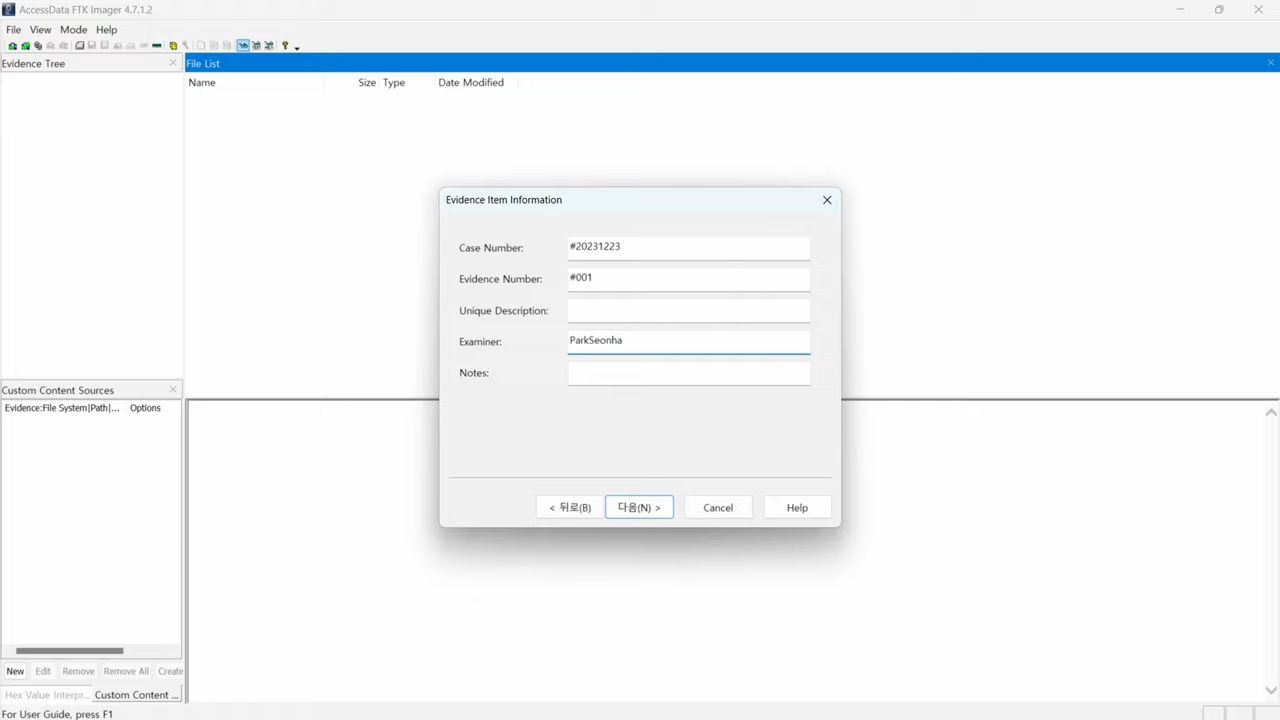 AccessData FTK Imager 4.7.1.2
File View Mode Help
Evidence Tree
File List
Name Size Type Date Modified
Evidence Item Information
Case Number: #20231223
Evidence Number: #001
Unique Description:
Examiner: ParkSeonha
Notes:
< 뒤로(B) 다음(N) > Cancel Help
Custom Content Sources
Evidence:File System|Path|... Options
New Edit Remove Remove All Create
Hex Value Interpr... Custom Content ...
For User Guide, press F1